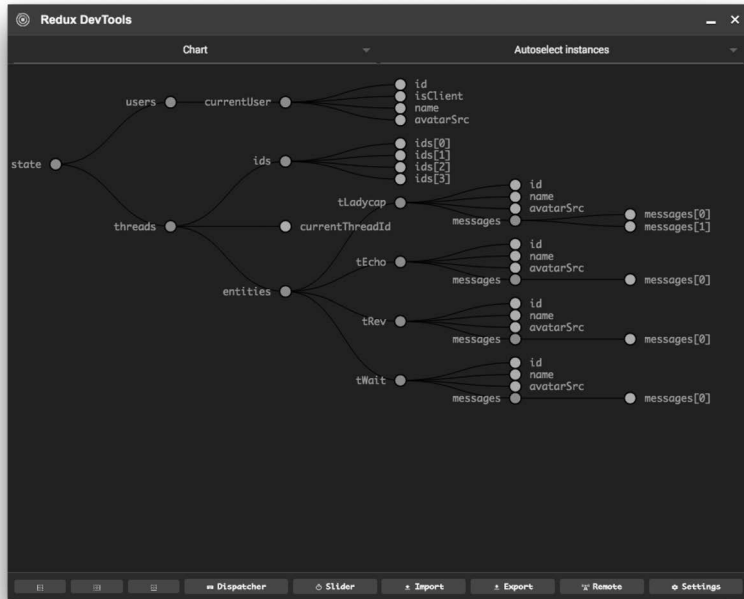 Redux DevTools
Chart
Autoselect instances
id
users
currentUser
isClient
name
avatarSrc
ids[0]
ids
ids[1]
state
ids[2]
ids[3]
id
tLadycap
name
avatarSrc
messages
messages[0]
threads
currentThreadId
messages[1]
id
name
tEcho
avatarSrc
messages
messages[0]
entities
id
name
tRev
avatarSrc
messages
messages[0]
id
name
tWait
avatarSrc
messages
messages[0]
Dispatcher
Slider
Import
Export
Remote
Settings